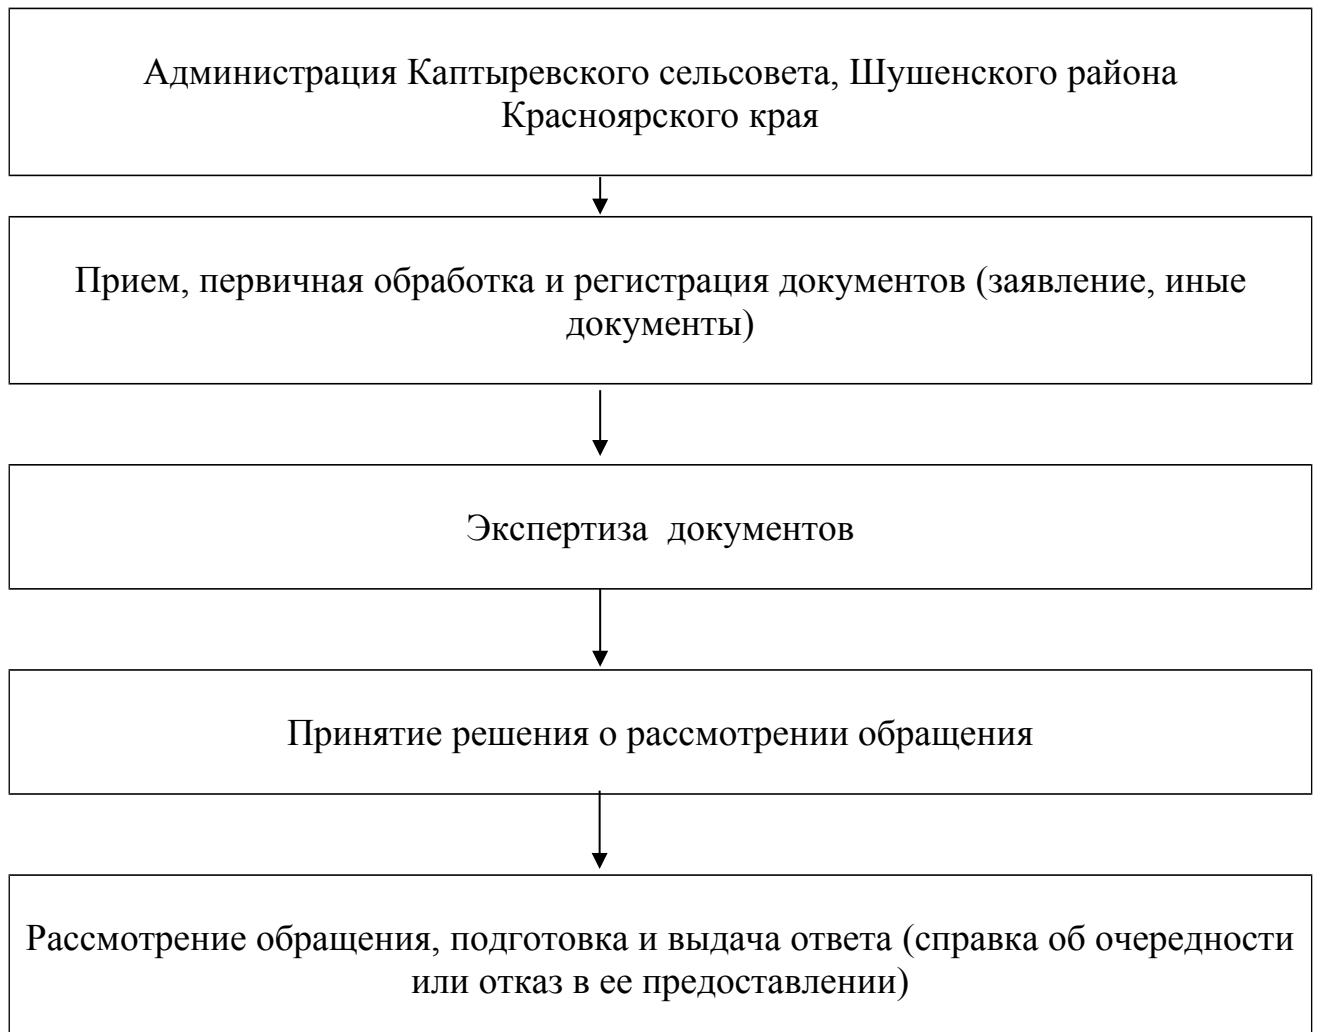 Администрация Каптыревского сельсовета, Шушенского района
Красноярского края
Прием, первичная обработка и регистрация документов (заявление, иные
документы)
Экспертиза  документов
Принятие решения о рассмотрении обращения
Рассмотрение обращения, подготовка и выдача ответа (справка об очередности
или отказ в ее предоставлении)